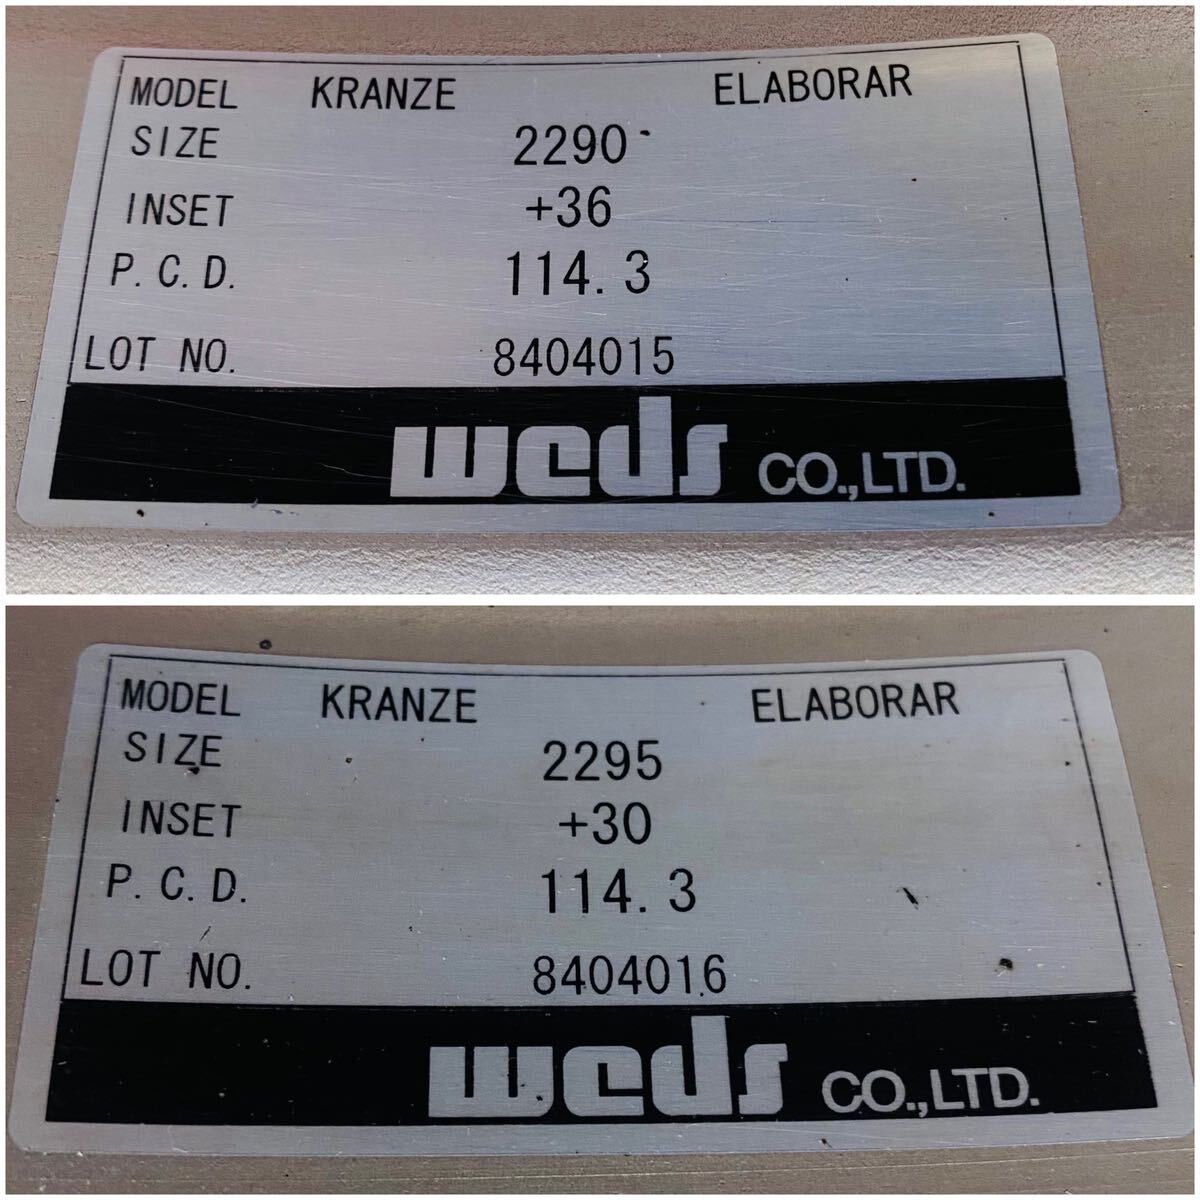 MODEL KRANZE ELABORAR
SIZE 2290
INSET +36
P.C.D. 114.3
LOT NO. 8404015
weds CO.,LTD.
MODEL KRANZE ELABORAR
SIZE 2295
INSET +30
P.C.D. 114.3
LOT NO. 8404016
weds CO.,LTD.